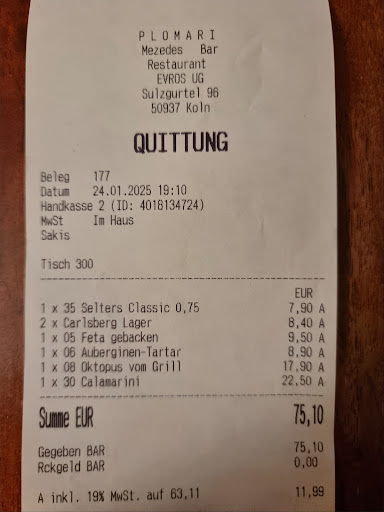 PLOMARI
Mezedes Bar
Restaurant
EVROS UG
Sulzgurtel 96
50937 Koln
QUITTUNG
Beleg 177
Datum 24.01.2025 19:10
Handkasse 2 (ID: 4018134724)
MwSt Im Haus
Sakis
Tisch 300
EUR
1 x 35 Selters Classic 0,75 7,90 A
2 x Carlsberg Lager 8,40 A
1 x 05 Feta gebacken 9,50 A
1 x 06 Auberginen-Tartar 8,90 A
1 x 08 Oktopus vom Grill 17,90 A
1 x 30 Calamarini 22,50 A
Summe EUR 75,10
Gegeben BAR 75,10
Rckgeld BAR 0,00
A inkl. 19% MwSt. auf 63,11 11,99